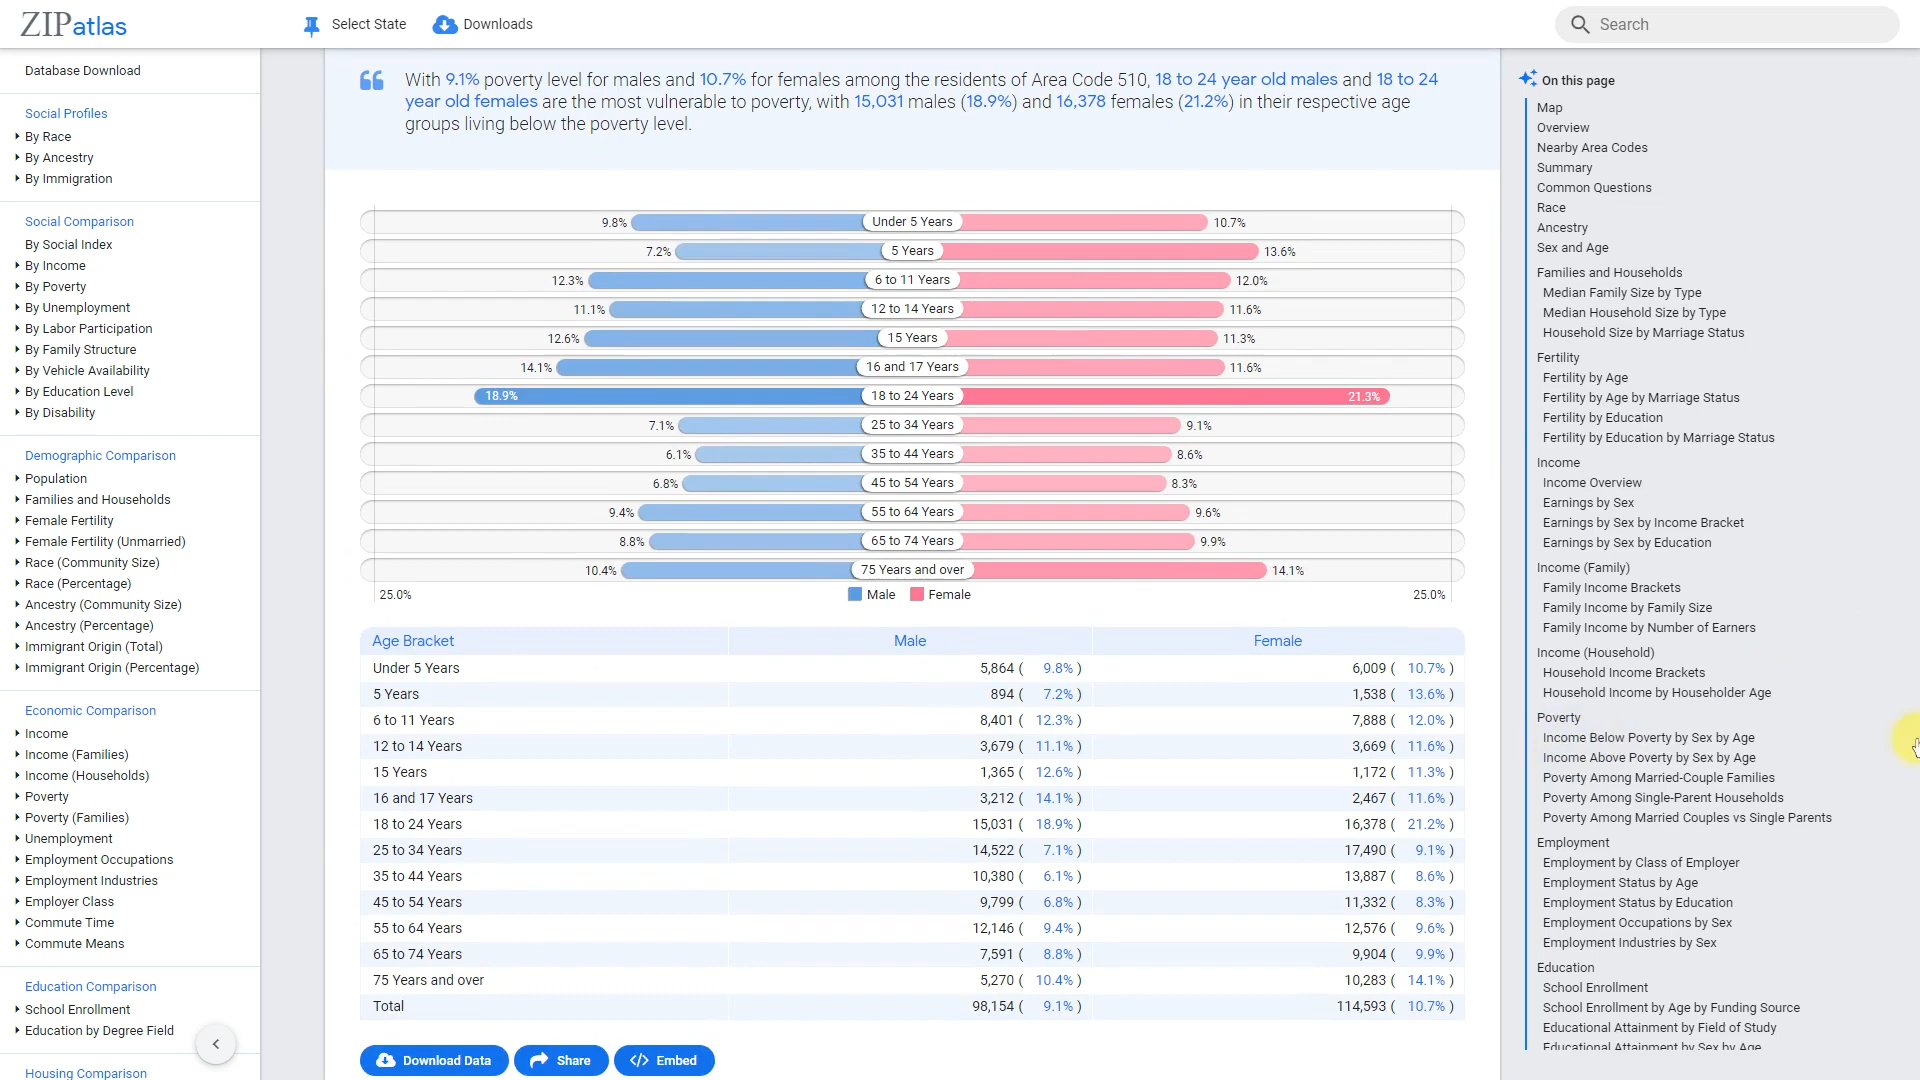 ZIPatlas
Select State
Downloads
Search
Database Download
Social Profiles
By Race
By Ancestry
By Immigration
Social Comparison
By Social Index
By Income
By Poverty
By Unemployment
By Labor Participation
By Family Structure
By Vehicle Availability
By Education Level
By Disability
Demographic Comparison
Population
Families and Households
Female Fertility
Female Fertility (Unmarried)
Race (Community Size)
Race (Percentage)
Ancestry (Community Size)
Ancestry (Percentage)
Immigrant Origin (Total)
Immigrant Origin (Percentage)
Economic Comparison
Income
Income (Families)
Income (Households)
Poverty
Poverty (Families)
Unemployment
Employment Occupations
Employment Industries
Employer Class
Commute Time
Commute Means
Education Comparison
School Enrollment
Education by Degree Field
Housing Comparison
With 9.1% poverty level for males and 10.7% for females among the residents of Area Code 510, 18 to 24 year old males and 18 to 24
year old females are the most vulnerable to poverty, with 15,031 males (18.9%) and 16,378 females (21.2%) in their respective age
groups living below the poverty level.
9.8% Under 5 Years 10.7%
7.2% 5 Years 13.6%
12.3% 6 to 11 Years 12.0%
11.1% 12 to 14 Years 11.6%
12.6% 15 Years 11.3%
14.1% 16 and 17 Years 11.6%
18.9% 18 to 24 Years 21.3%
7.1% 25 to 34 Years 9.1%
6.1% 35 to 44 Years 8.6%
6.8% 45 to 54 Years 8.3%
9.4% 55 to 64 Years 9.6%
8.8% 65 to 74 Years 9.9%
10.4% 75 Years and over 14.1%
25.0% Male Female 25.0%
Age Bracket Male Female
Under 5 Years 5,864 ( 9.8% ) 6,009 ( 10.7% )
5 Years 894 ( 7.2% ) 1,538 ( 13.6% )
6 to 11 Years 8,401 ( 12.3% ) 7,888 ( 12.0% )
12 to 14 Years 3,679 ( 11.1% ) 3,669 ( 11.6% )
15 Years 1,365 ( 12.6% ) 1,172 ( 11.3% )
16 and 17 Years 3,212 ( 14.1% ) 2,467 ( 11.6% )
18 to 24 Years 15,031 ( 18.9% ) 16,378 ( 21.2% )
25 to 34 Years 14,522 ( 7.1% ) 17,490 ( 9.1% )
35 to 44 Years 10,380 ( 6.1% ) 13,887 ( 8.6% )
45 to 54 Years 9,799 ( 6.8% ) 11,332 ( 8.3% )
55 to 64 Years 12,146 ( 9.4% ) 12,576 ( 9.6% )
65 to 74 Years 7,591 ( 8.8% ) 9,904 ( 9.9% )
75 Years and over 5,270 ( 10.4% ) 10,283 ( 14.1% )
Total 98,154 ( 9.1% ) 114,593 ( 10.7% )
Download Data
Share
Embed
On this page
Map
Overview
Nearby Area Codes
Summary
Common Questions
Race
Ancestry
Sex and Age
Families and Households
Median Family Size by Type
Median Household Size by Type
Household Size by Marriage Status
Fertility
Fertility by Age
Fertility by Age by Marriage Status
Fertility by Education
Fertility by Education by Marriage Status
Income
Income Overview
Earnings by Sex
Earnings by Sex by Income Bracket
Earnings by Sex by Education
Income (Family)
Family Income Brackets
Family Income by Family Size
Family Income by Number of Earners
Income (Household)
Household Income Brackets
Household Income by Householder Age
Poverty
Income Below Poverty by Sex by Age
Income Above Poverty by Sex by Age
Poverty Among Married-Couple Families
Poverty Among Single-Parent Households
Poverty Among Married Couples vs Single Parents
Employment
Employment by Class of Employer
Employment Status by Age
Employment Status by Education
Employment Occupations by Sex
Employment Industries by Sex
Education
School Enrollment
School Enrollment by Age by Funding Source
Educational Attainment by Field of Study
Educational Attainment by Sex by Age